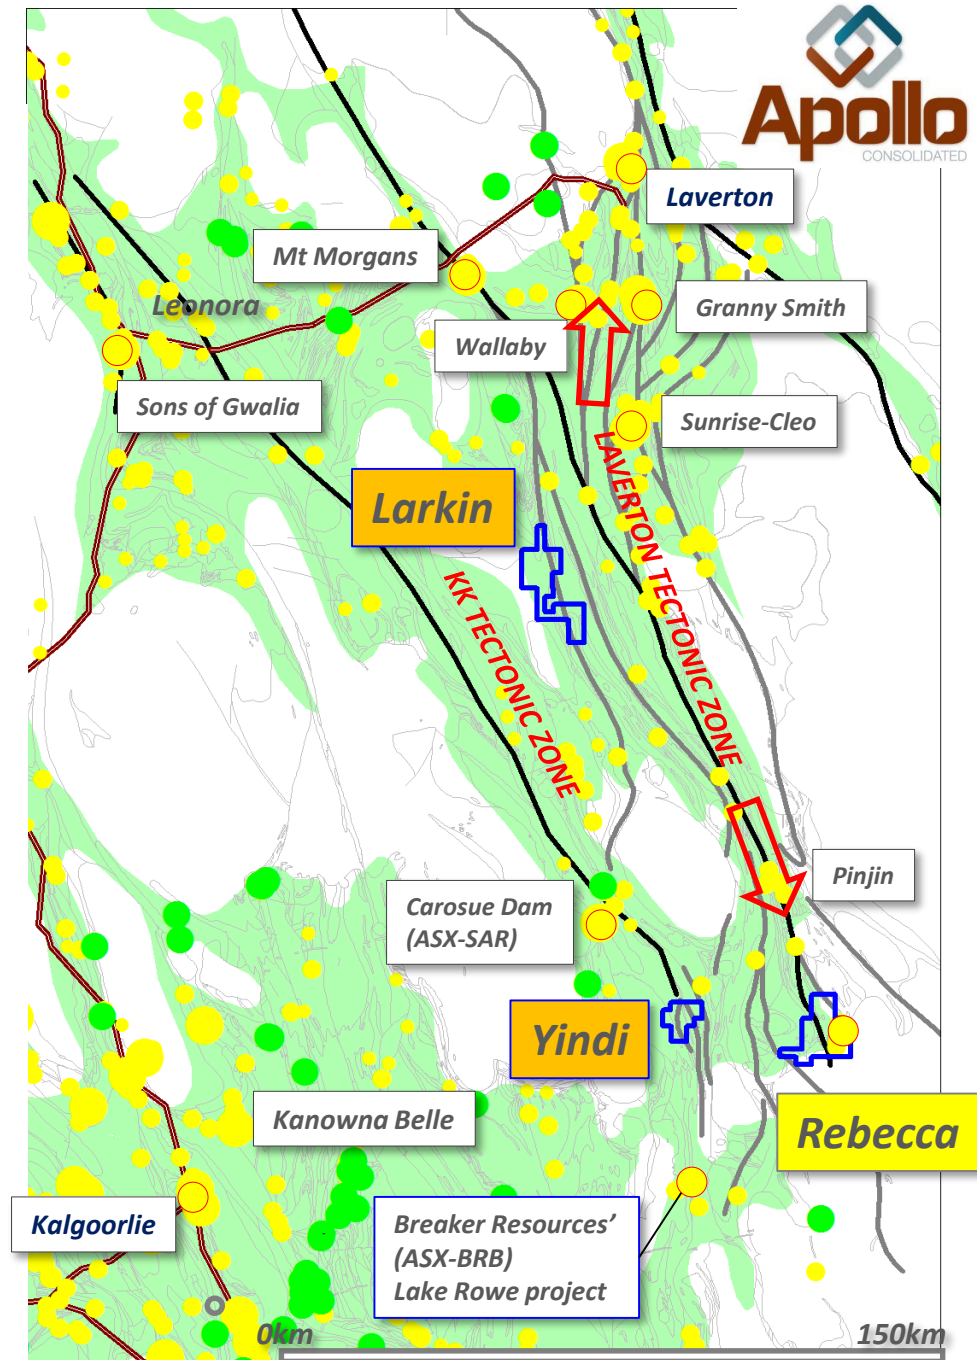 Apollo
CONSOLIDATED
Laverton
Mt Morgans
Leonora
Granny Smith
Wallaby
Sons of Gwalia
Sunrise-Cleo
Larkin
LAVERTON TECTONIC ZONE
KK TECTONIC ZONE
Pinjin
Carosue Dam
(ASX-SAR)
Yindi
Kanowna Belle
Rebecca
Kalgoorlie
Breaker Resources’
(ASX-BRB)
Lake Rowe project
0km
150km